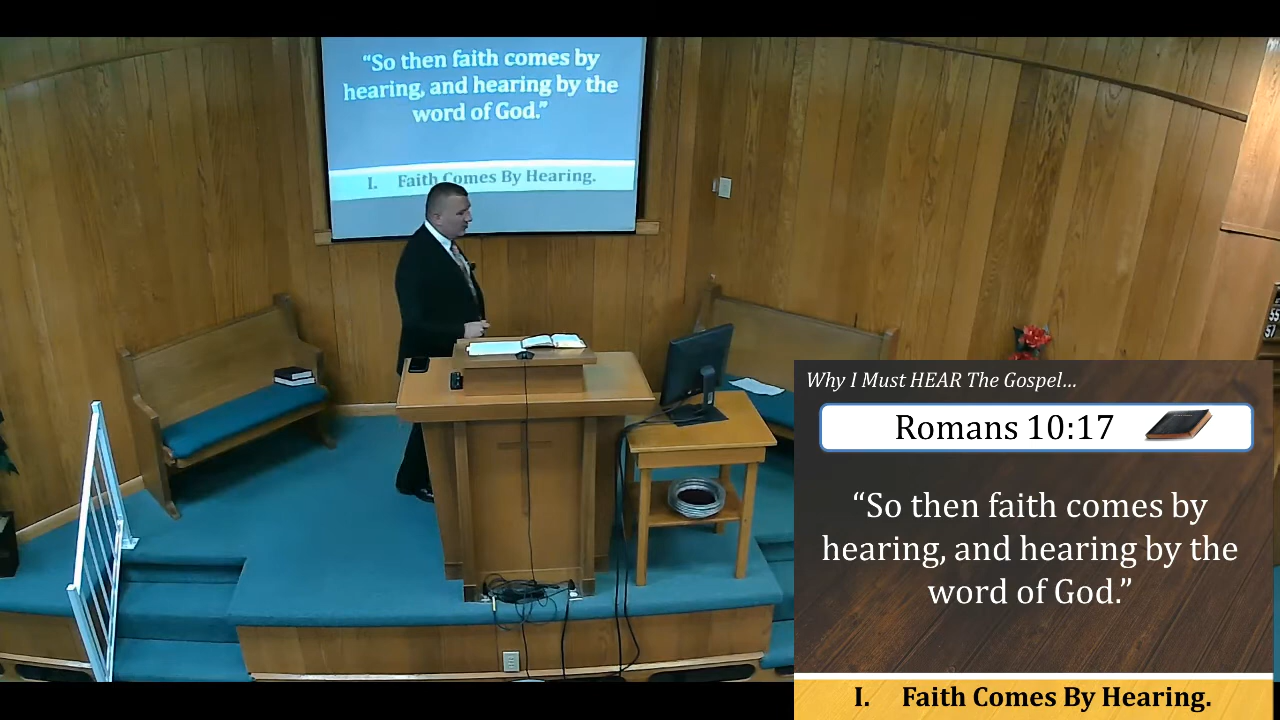 “So then faith comes by
hearing, and hearing by the
word of God.”
I. Faith Comes By Hearing.
55
57
Why I Must HEAR The Gospel...
Romans 10:17
“So then faith comes by
hearing, and hearing by the
word of God.”
I. Faith Comes By Hearing.